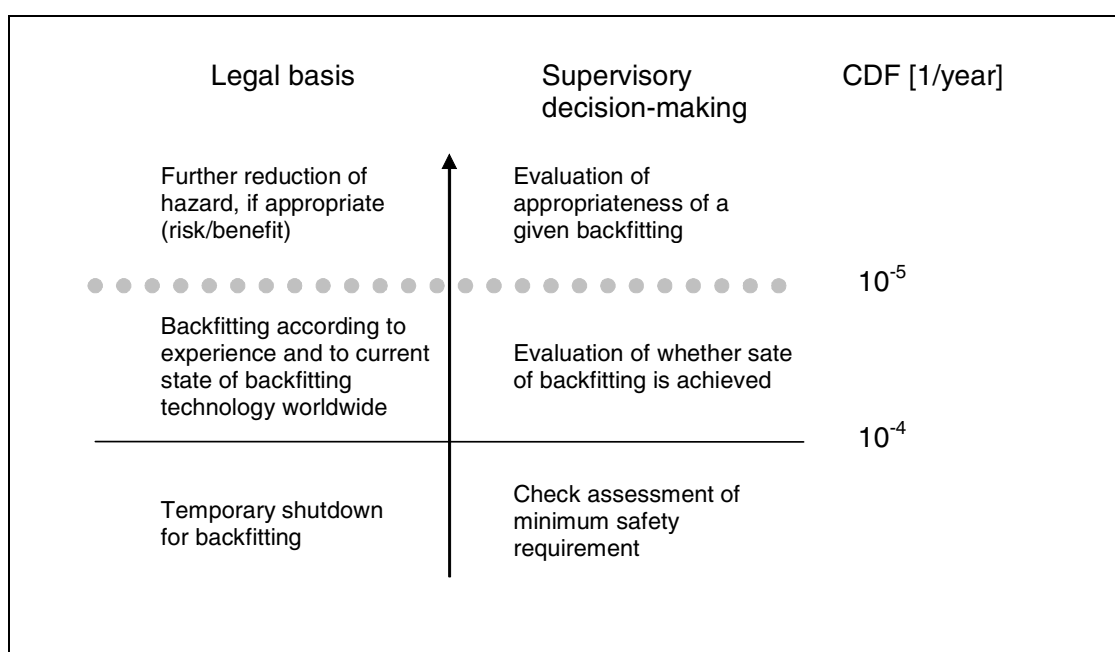 Legal basis
Supervisory
decision-making
CDF [1/year]
Further reduction of
hazard, if appropriate
(risk/benefit)
Evaluation of
appropriateness of a
given backfitting
10-5
Backfitting according to
experience and to current
state of backfitting
technology worldwide
Evaluation of whether sate
of backfitting is achieved
10-4
Temporary shutdown
for backfitting
Check assessment of
minimum safety
requirement